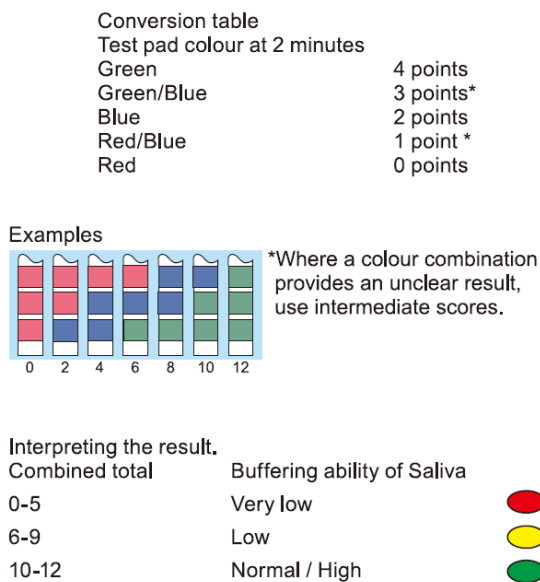 Conversion table
Test pad colour at 2 minutes
Green 4 points
Green/Blue 3 points*
Blue 2 points
Red/Blue 1 point *
Red 0 points
Examples
*Where a colour combination
provides an unclear result,
use intermediate scores.
0 2 4 6 8 10 12
Interpreting the result.
Combined total Buffering ability of Saliva
0-5 Very low
6-9 Low
10-12 Normal / High